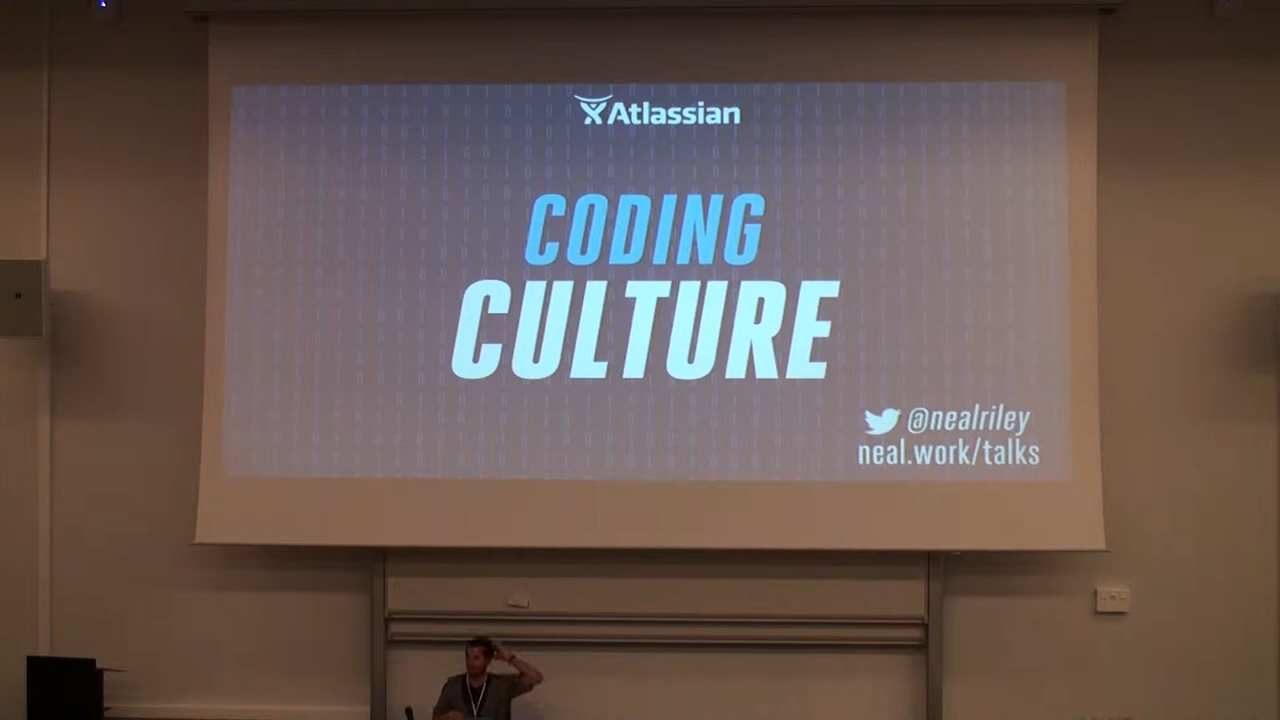 Atlassian
CODING
CULTURE
@nealriley
neal.work/talks